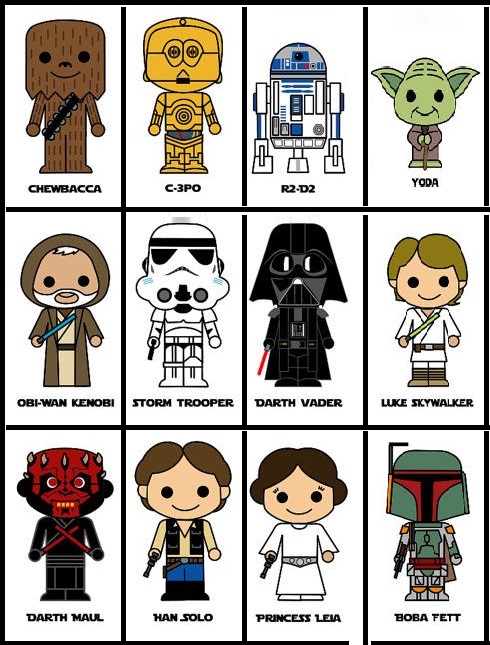 CHEWBACCA
C-3PO
R2-D2
YODA
OBI-WAN KENOBI
STORM TROOPER
DARTH VADER
LUKE SKYWALKER
DARTH MAUL
HAN SOLO
PRINCESS LEIA
BOBA FETT